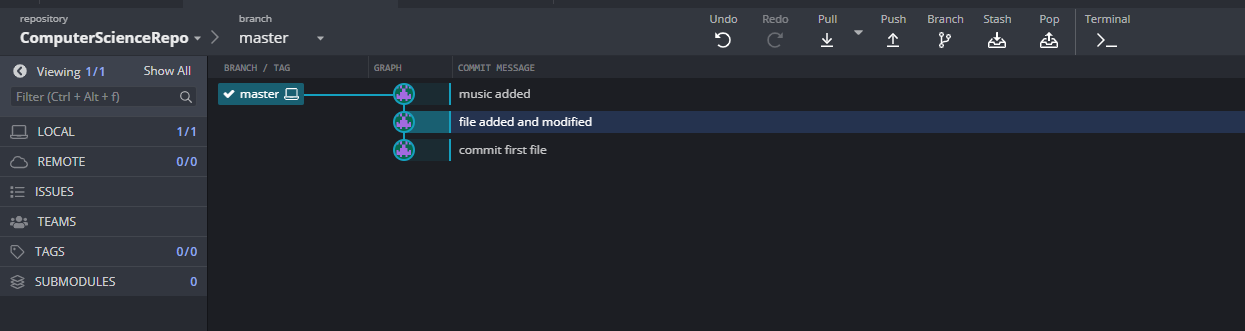 repository
ComputerScienceRepo
branch
master
Undo
Redo
Pull
Push
Branch
Stash
Pop
Terminal
Viewing 1/1
Show All
Filter (Ctrl + Alt + f)
LOCAL 1/1
REMOTE 0/0
ISSUES
TEAMS
TAGS 0/0
SUBMODULES 0
BRANCH / TAG
GRAPH
COMMIT MESSAGE
master
music added
file added and modified
commit first file